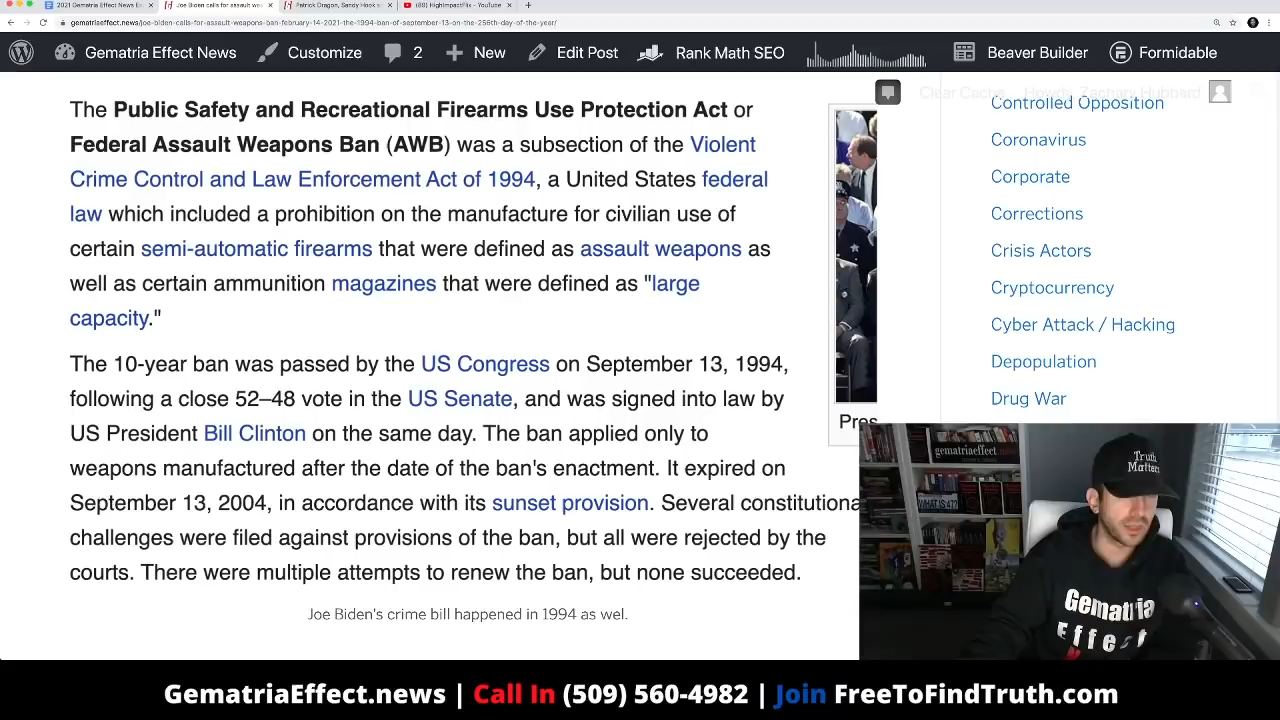 2021 Gematria Effect News E
Joe Biden calls for assault wea
Patrick Dragon, Sandy Hook s
(89) HighImpactFlix - YouTube
gematriaeffect.news/joe-biden-calls-for-assault-weapons-ban-february-14-2021-the-1994-ban-of-september-13-on-the-256th-day-of-the-year/
Gematria Effect News Customize 2 New Edit Post Rank Math SEO Beaver Builder Formidable
Clear Cache Howdy, Zachary Hubbard
The Public Safety and Recreational Firearms Use Protection Act or
Federal Assault Weapons Ban (AWB) was a subsection of the Violent
Crime Control and Law Enforcement Act of 1994, a United States federal
law which included a prohibition on the manufacture for civilian use of
certain semi-automatic firearms that were defined as assault weapons as
well as certain ammunition magazines that were defined as "large
capacity."
The 10-year ban was passed by the US Congress on September 13, 1994,
following a close 52–48 vote in the US Senate, and was signed into law by
US President Bill Clinton on the same day. The ban applied only to
weapons manufactured after the date of the ban's enactment. It expired on
September 13, 2004, in accordance with its sunset provision. Several constitutiona
challenges were filed against provisions of the ban, but all were rejected by the
courts. There were multiple attempts to renew the ban, but none succeeded.
Pres
Joe Biden's crime bill happened in 1994 as wel.
Controlled Opposition
Coronavirus
Corporate
Corrections
Crisis Actors
Cryptocurrency
Cyber Attack / Hacking
Depopulation
Drug War
gematriaeffect.
WHAT IS 47
Truth
Matters
Gematria
Effect
GematriaEffect.news | Call In (509) 560-4982 | Join FreeToFindTruth.com